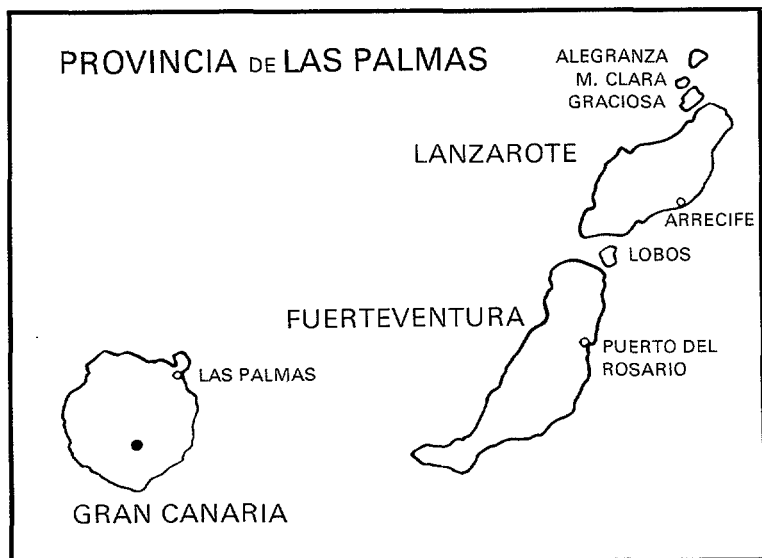 PROVINCIA DE LAS PALMAS
ALEGRANZA
M. CLARA
GRACIOSA
LANZAROTE
ARRECIFE
LOBOS
FUERTEVENTURA
PUERTO DEL
ROSARIO
LAS PALMAS
GRAN CANARIA